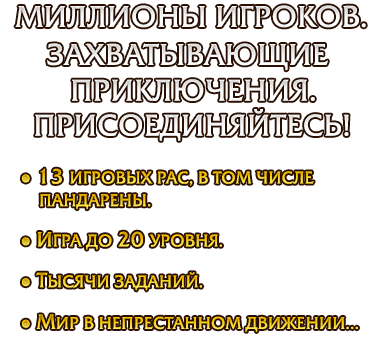 МИЛЛИОНЫ ИГРОКОВ.
ЗАХВАТЫВАЮЩИЕ
ПРИКЛЮЧЕНИЯ.
ПРИСОЕДИНЯЙТЕСЬ!
• 13 ИГРОВЫХ РАС, В ТОМ ЧИСЛЕ
ПАНДАРЕНЫ.
• ИГРА ДО 20 УРОВНЯ.
• ТЫСЯЧИ ЗАДАНИЙ.
• МИР В НЕПРЕСТАННОМ ДВИЖЕНИИ...